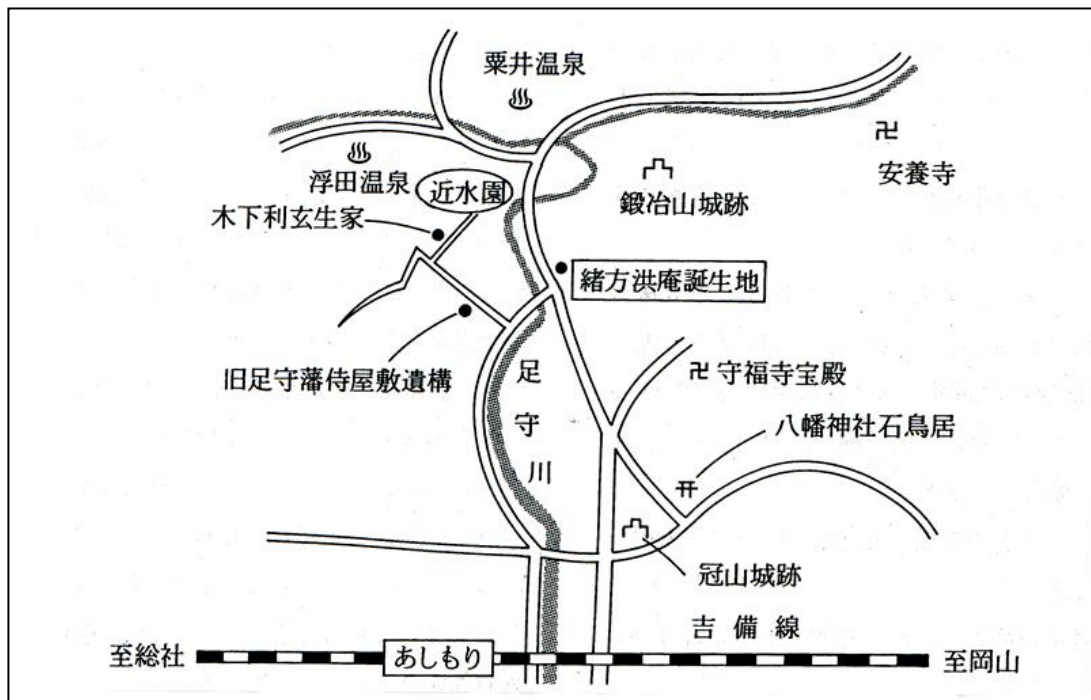 粟井温泉
安養寺
浮田温泉
近水園
鍛冶山城跡
木下利玄生家
緒方洪庵誕生地
旧足守藩侍屋敷遺構
足守川
守福寺宝殿
八幡神社石鳥居
冠山城跡
吉備線
至総社
あしもり
至岡山